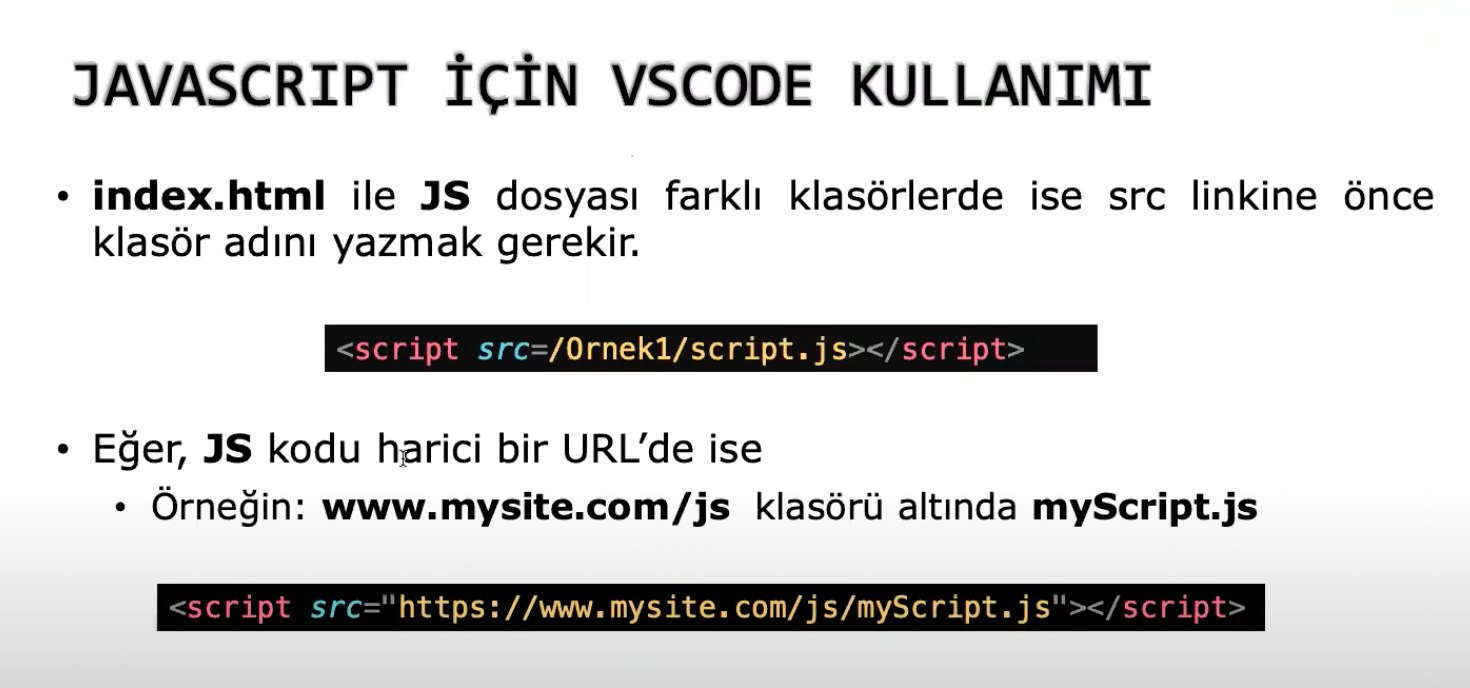 JAVASCRIPT İÇİN VSCODE KULLANIMI
• index.html ile JS dosyası farklı klasörlerde ise src linkine önce
klasör adını yazmak gerekir.
<script src=/Ornek1/script.js></script>
• Eğer, JS kodu harici bir URL’de ise
• Örneğin: www.mysite.com/js klasörü altında myScript.js
<script src="https://www.mysite.com/js/myScript.js"></script>